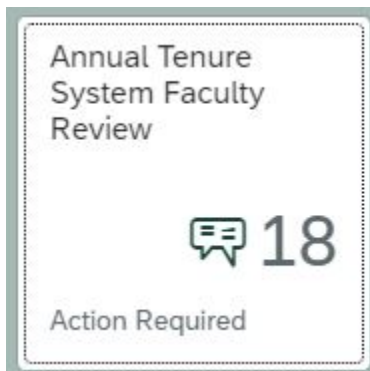 Annual Tenure
System Faculty
Review
18
Action Required